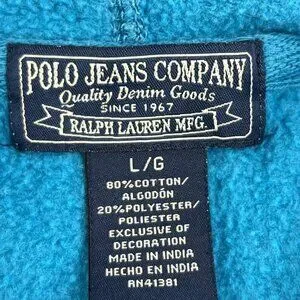 POLO JEANS COMPANY
Quality Denim Goods
SINCE 1967
RALPH LAUREN MFG.
L/G
80%COTTON/
ALGODÓN
20%POLYESTER/
POLIESTER
EXCLUSIVE OF
DECORATION
MADE IN INDIA
HECHO EN INDIA
RN41381